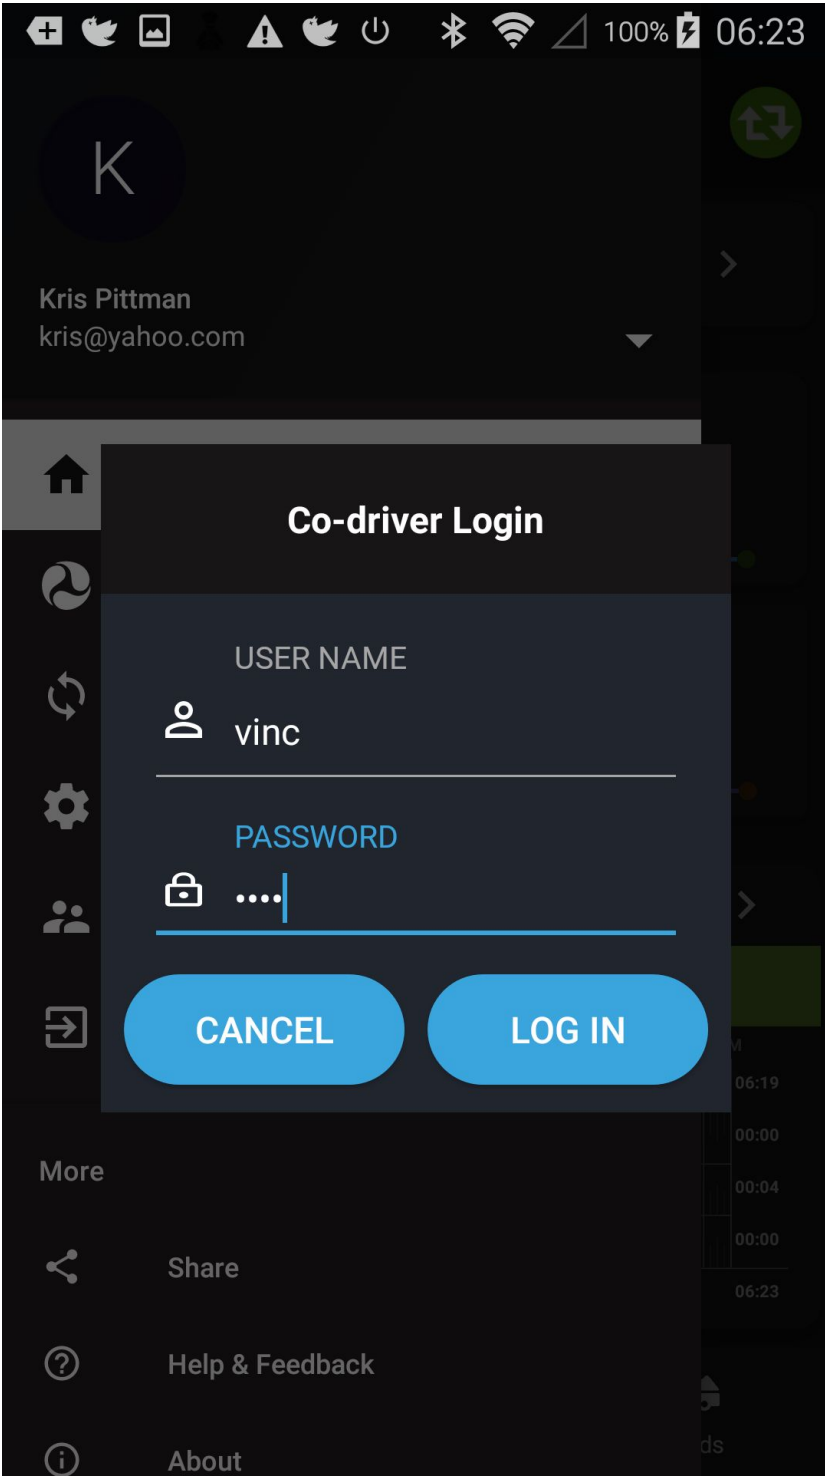 100% 06:23
K
Kris Pittman
kris@yahoo.com
Co-driver Login
USER NAME
vinc
PASSWORD
••••
CANCEL
LOG IN
M
06:19
00:00
00:04
00:00
06:23
More
Share
Help & Feedback
ds
About